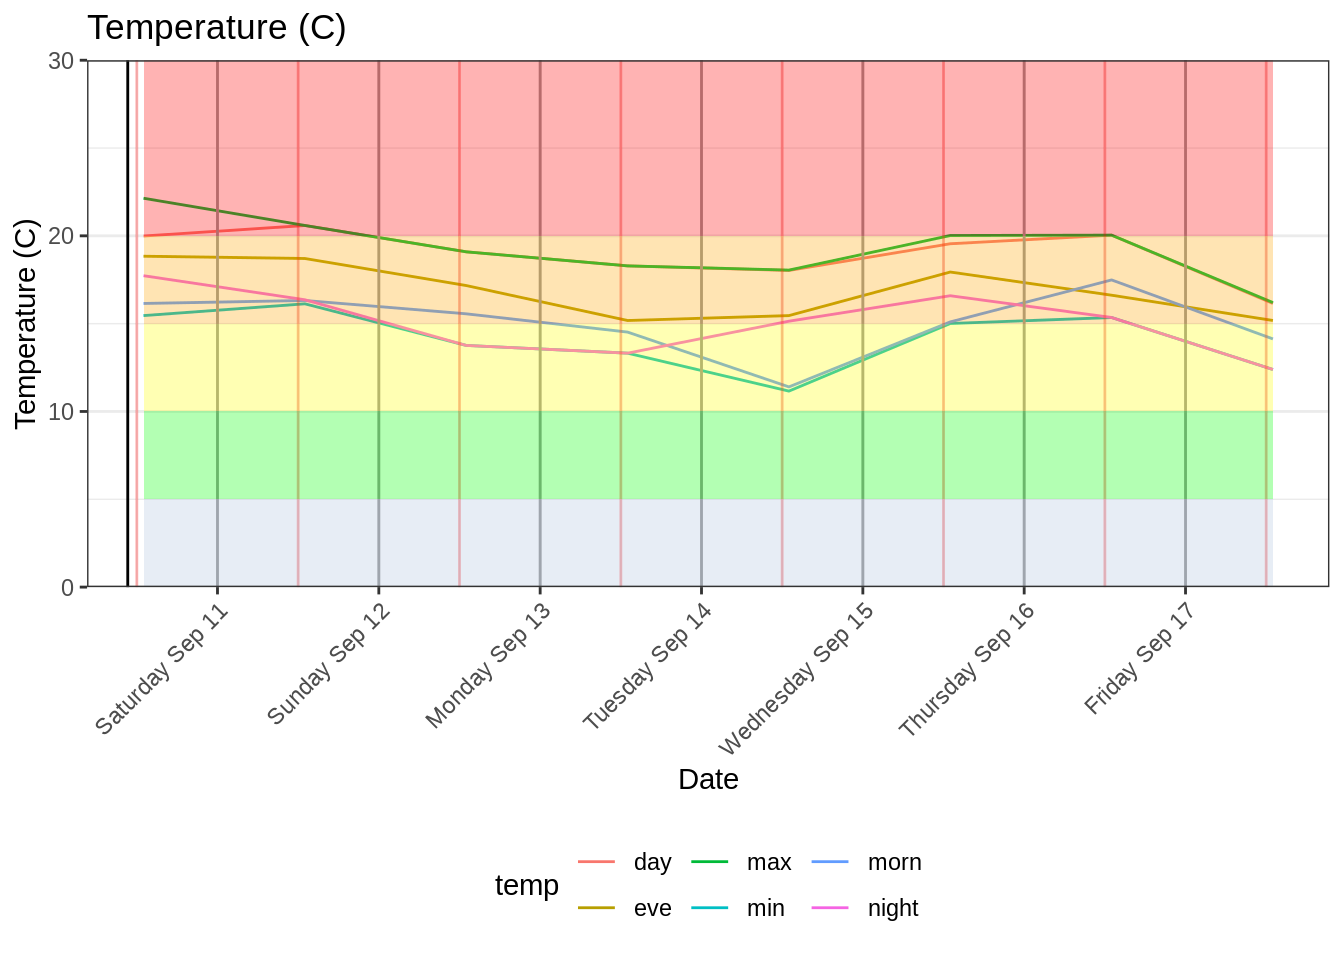 Temperature (C)
30
20
10
0
Temperature (C)
Saturday Sep 11
Sunday Sep 12
Monday Sep 13
Tuesday Sep 14
Wednesday Sep 15
Thursday Sep 16
Friday Sep 17
Date
temp
day max morn
eve min night